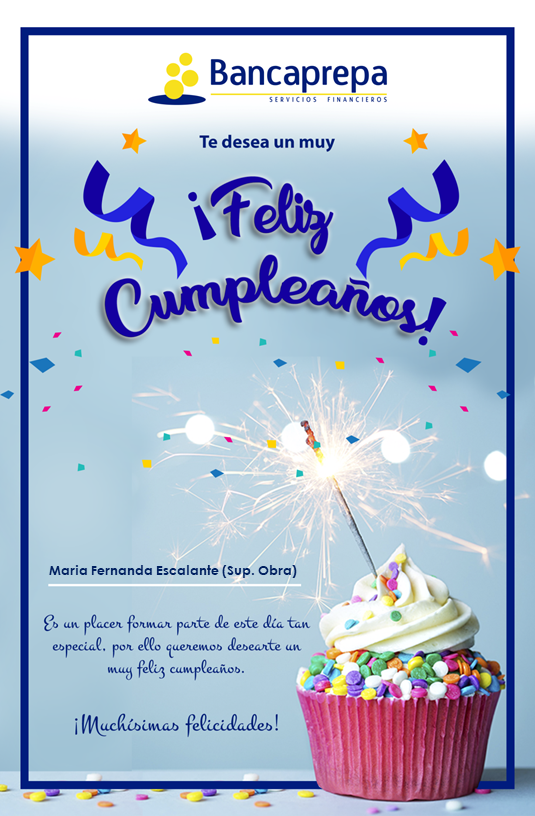 Bancaprepa
SERVICIOS FINANCIEROS
Te desea un muy
¡Feliz
Cumpleaños!
Maria Fernanda Escalante (Sup. Obra)
Es un placer formar parte de este día tan
especial, por ello queremos desearte un
muy feliz cumpleaños.
¡Muchísimas felicidades!